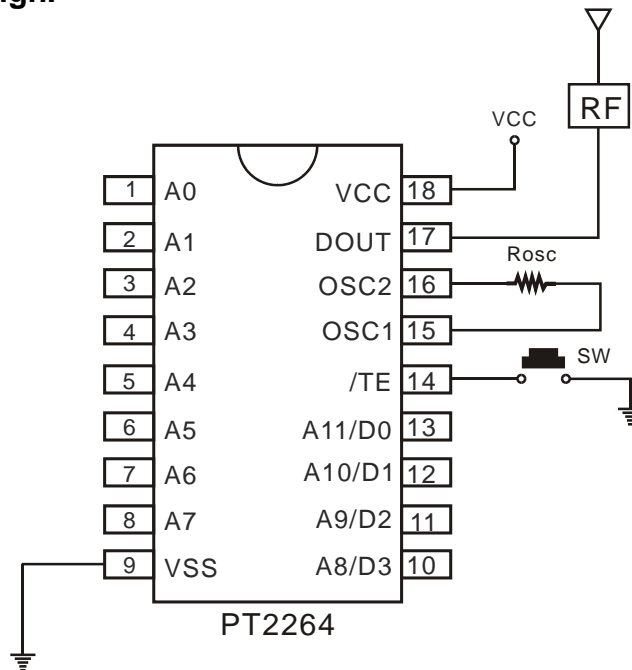 RF
VCC
1 A0 VCC 18
2 A1 DOUT 17
Rosc
3 A2 OSC2 16
4 A3 OSC1 15
SW
5 A4 /TE 14
6 A5 A11/D0 13
7 A6 A10/D1 12
8 A7 A9/D2 11
9 VSS A8/D3 10
PT2264